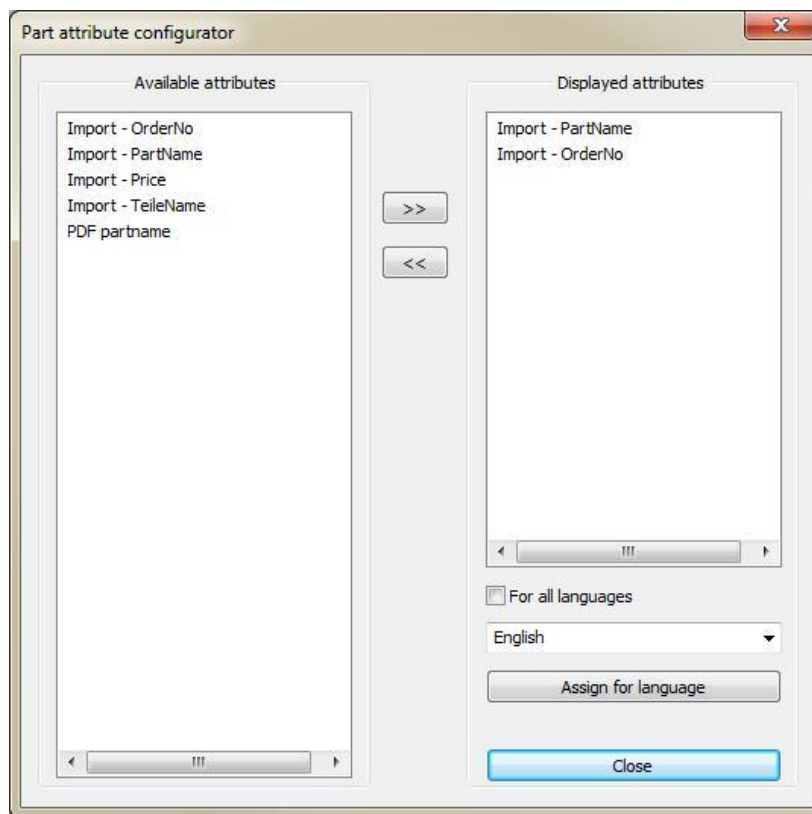 Part attribute configurator
Available attributes
Import - OrderNo
Import - PartName
Import - Price
Import - TeileName
PDF partname
>>
<<
Displayed attributes
Import - PartName
Import - OrderNo
For all languages
English
Assign for language
Close